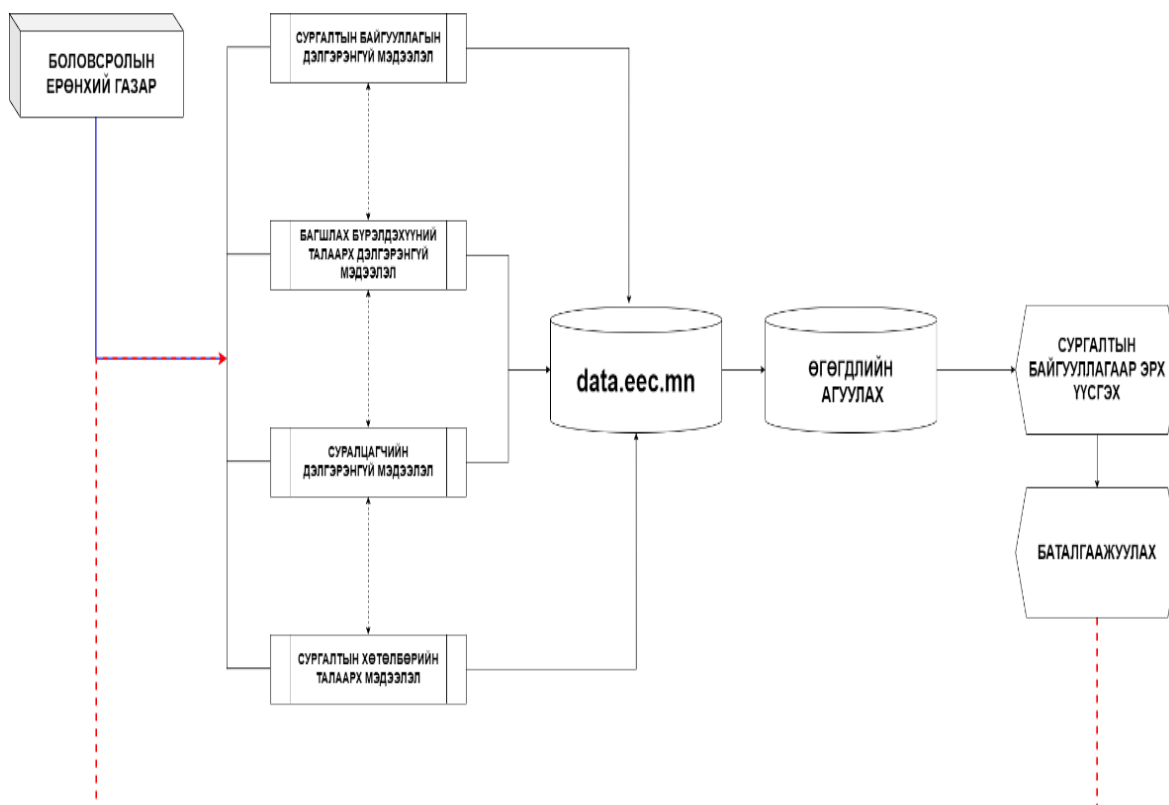 БОЛОВСРОЛЫН
ЕРӨНХИЙ ГАЗАР
СУРГАЛТЫН БАЙГУУЛЛАГЫН
ДЭЛГЭРЭНГҮЙ МЭДЭЭЛЭЛ
БАГШЛАХ БҮРЭЛДЭХҮҮНИЙ
ТАЛААРХ ДЭЛГЭРЭНГҮЙ
МЭДЭЭЛЭЛ
СУРАЛЦАГЧИЙН
ДЭЛГЭРЭНГҮЙ МЭДЭЭЛЭЛ
СУРГАЛТЫН ХӨТӨЛБӨРИЙН
ТАЛААРХ МЭДЭЭЛЭЛ
data.eec.mn
ӨГӨГДЛИЙН
АГУУЛАХ
СУРГАЛТЫН
БАЙГУУЛЛАГААР ЭРХ
ҮҮСГЭХ
БАТАЛГААЖУУЛАХ